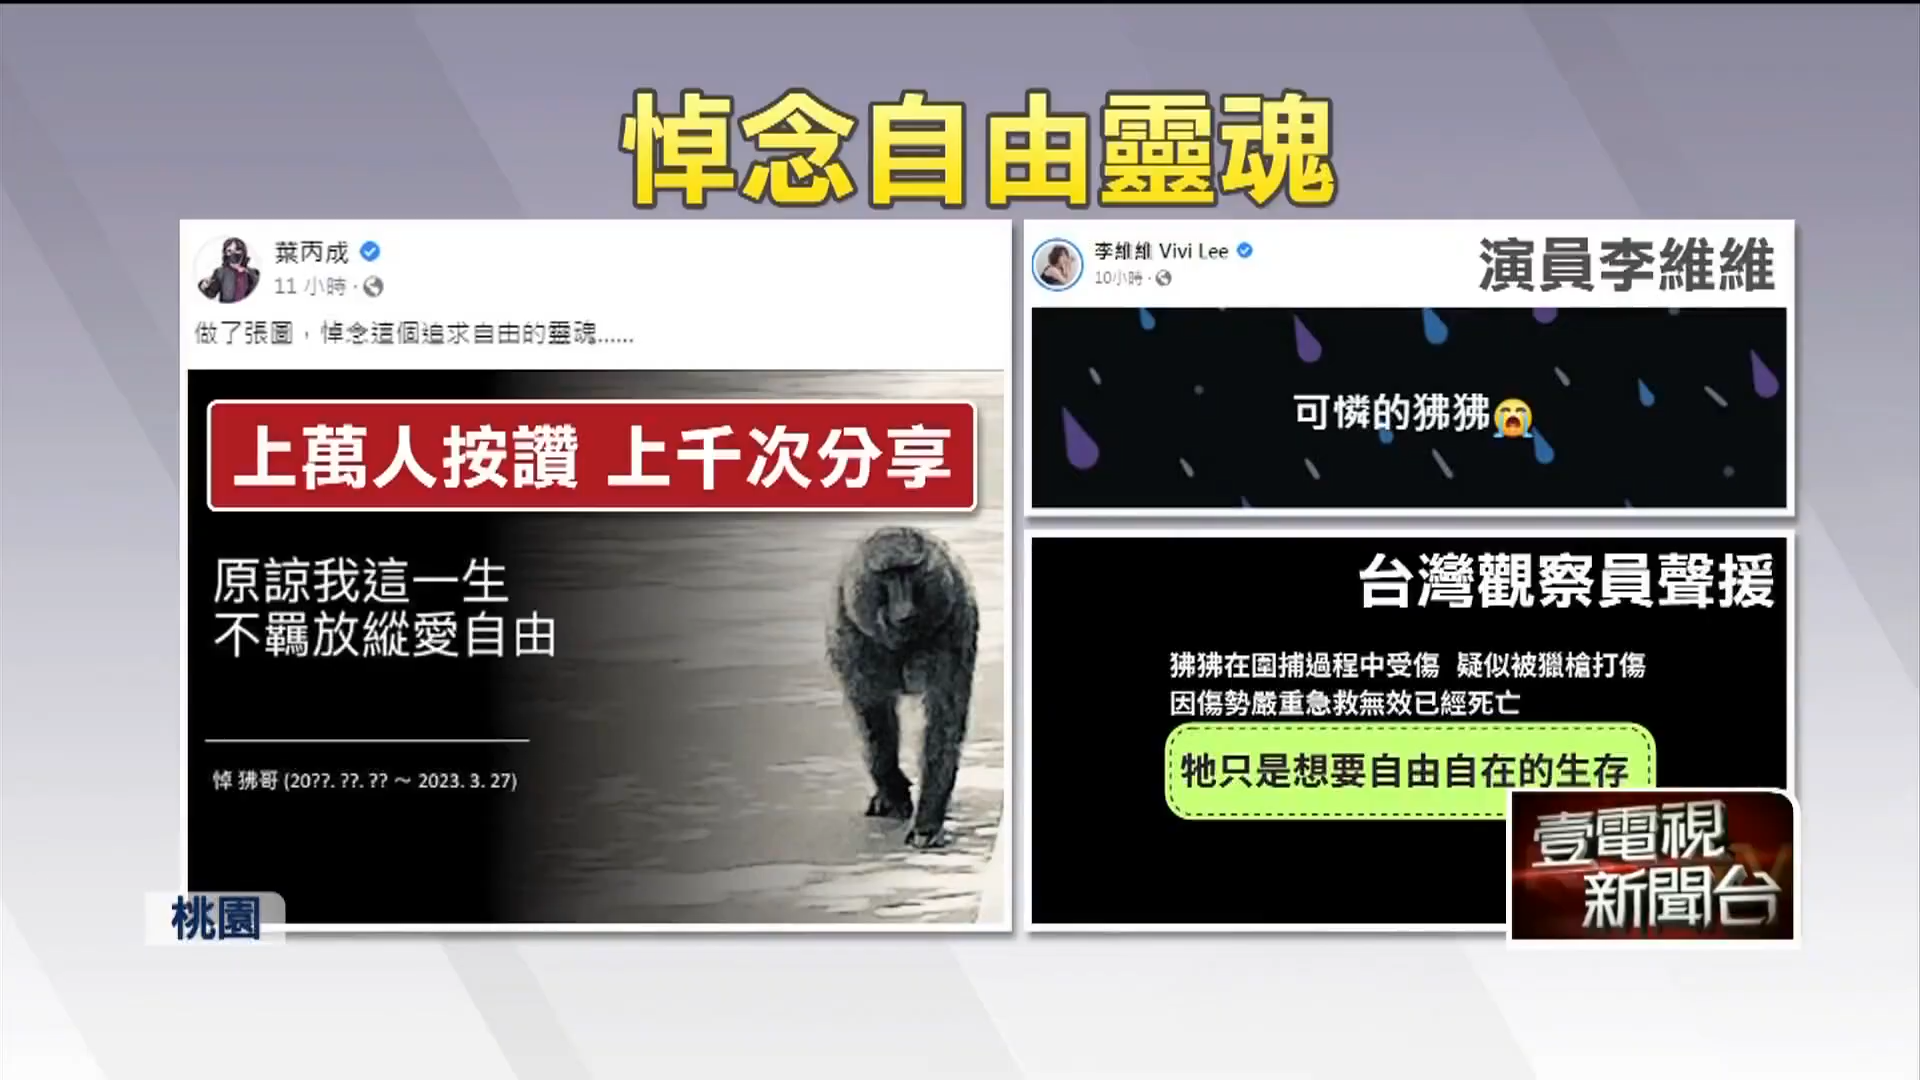 悼念自由靈魂
葉丙成
11 小時
做了張圖，悼念這個追求自由的靈魂......
上萬人按讚 上千次分享
原諒我這一生
不羈放縱愛自由
悼 狒哥 (20??. ??. ?? ～ 2023. 3. 27)
李維維 Vivi Lee
10小時
演員李維維
可憐的狒狒😭
台灣觀察員聲援
狒狒在圍捕過程中受傷 疑似被獵槍打傷
因傷勢嚴重急救無效已經死亡
牠只是想要自由自在的生存
桃園
壹電視
新聞台